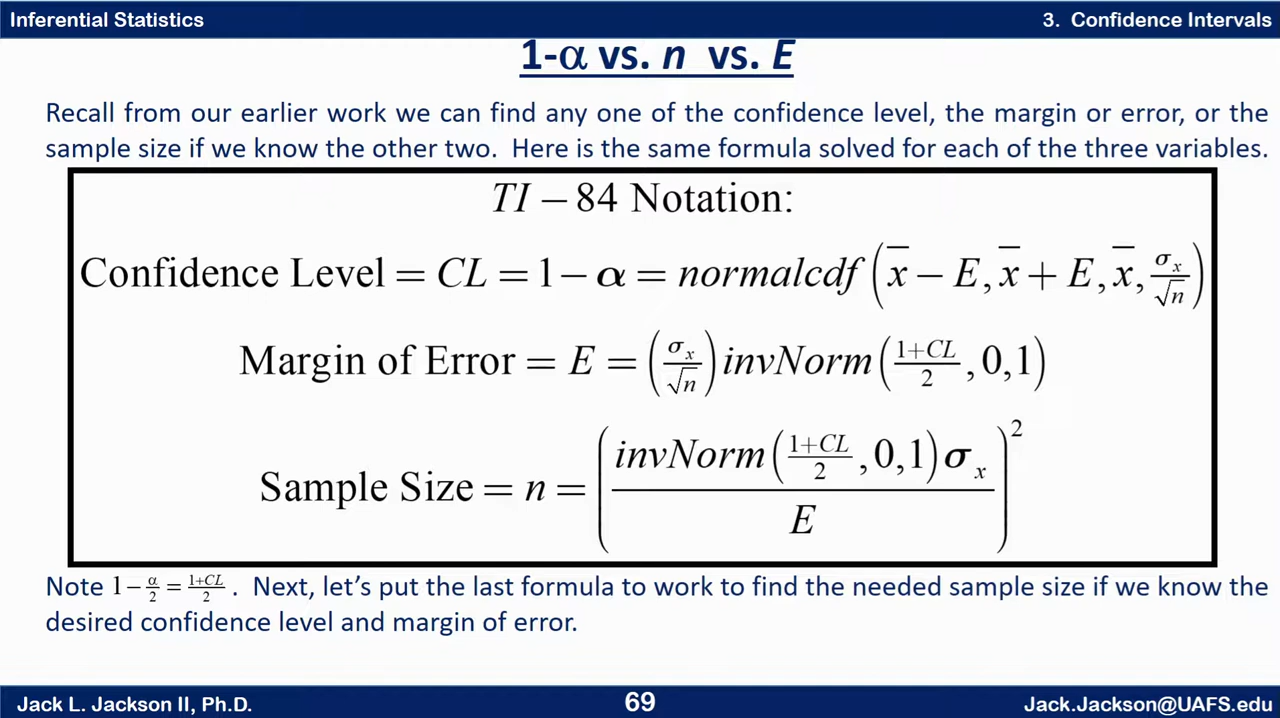 Inferential Statistics
3. Confidence Intervals
1-α vs. n vs. E
Recall from our earlier work we can find any one of the confidence level, the margin or error, or the
sample size if we know the other two. Here is the same formula solved for each of the three variables.
TI – 84 Notation:
Confidence Level = CL = 1 – α = normalcdf (x̄ – E, x̄ + E, x̄, σₓ/√n)
Margin of Error = E = (σₓ/√n) invNorm((1+CL)/2, 0, 1)
Sample Size = n = (invNorm((1+CL)/2, 0, 1)σₓ / E)²
Note 1 – α/2 = (1+CL)/2 . Next, let’s put the last formula to work to find the needed sample size if we know the
desired confidence level and margin of error.
Jack L. Jackson II, Ph.D.
69
Jack.Jackson@UAFS.edu